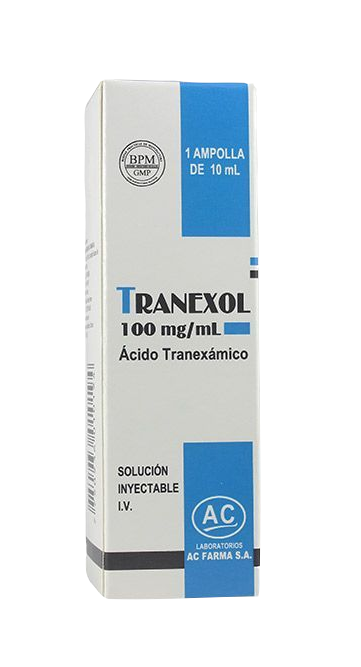 1 AMPOLLA
DE 10 mL
BPM
GMP
TRANEXOL
100 mg/mL
Ácido Tranexámico
SOLUCIÓN
INYECTABLE
I.V.
AC
LABORATORIOS
AC FARMA S.A.